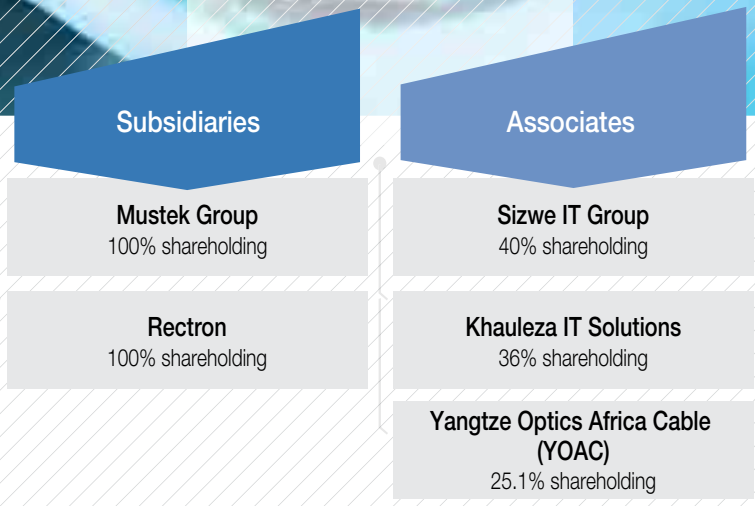 Subsidiaries
Mustek Group
100% shareholding
Rectron
100% shareholding
Associates
Sizwe IT Group
40% shareholding
Khauleza IT Solutions
36% shareholding
Yangtze Optics Africa Cable
(YOAC)
25.1% shareholding